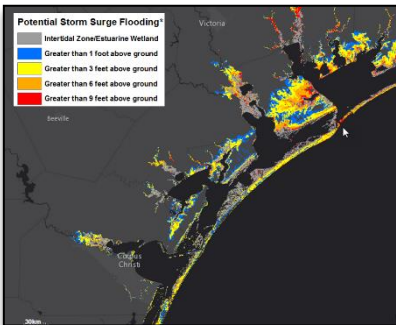 Potential Storm Surge Flooding*
Intertidal Zone/Estuarine Wetland
Greater than 1 foot above ground
Greater than 3 feet above ground
Greater than 6 feet above ground
Greater than 9 feet above ground
Victoria
Beeville
Corpus
Christi
30km